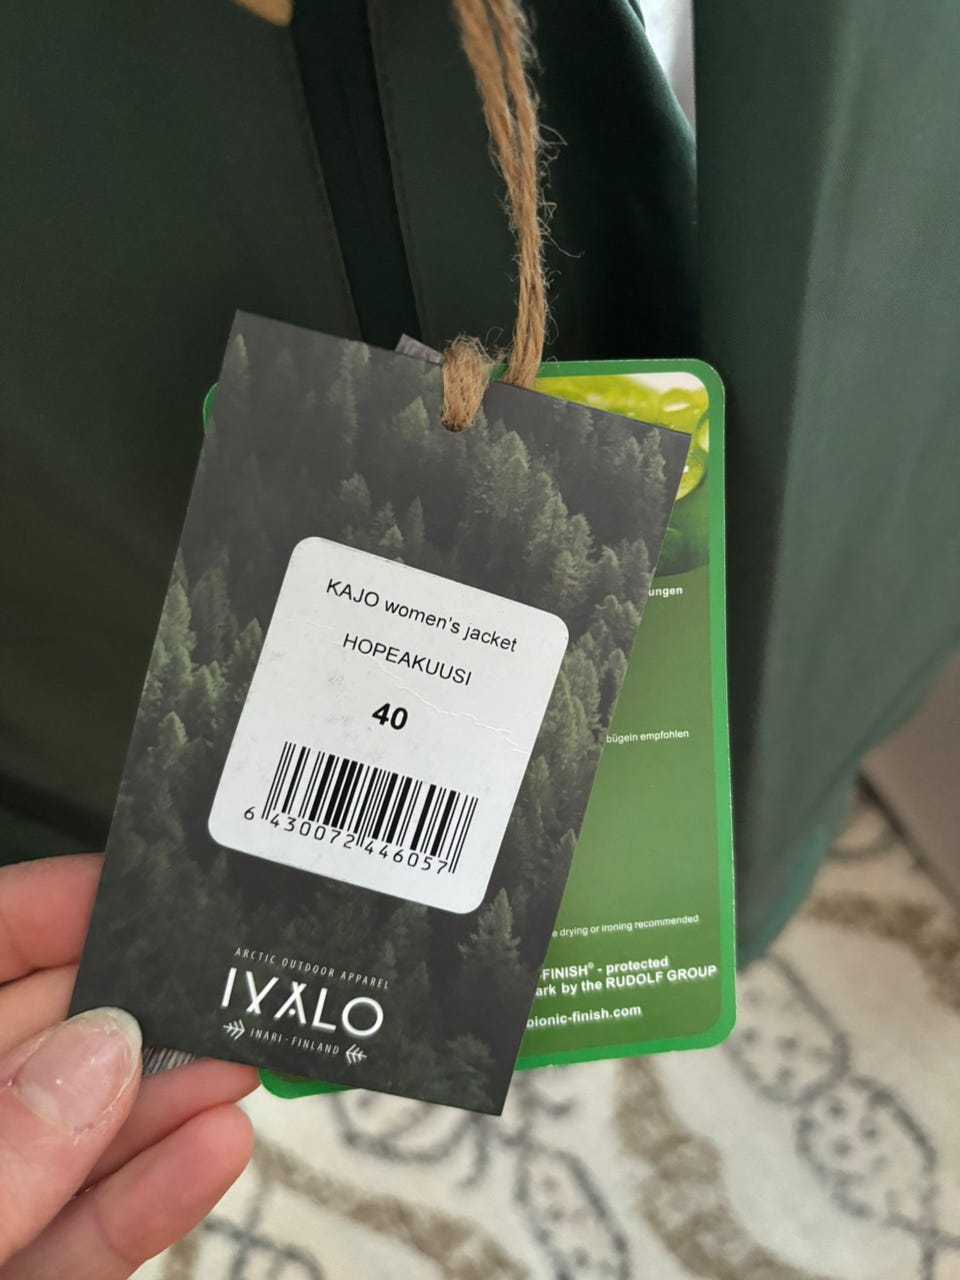 KAJO women's jacket
HOPEAKUUSI
40
6 430072 446057
ARCTIC OUTDOOR APPAREL
IVALO
INARI · FINLAND
ungen
bügeln empfohlen
e drying or ironing recommended
-FINISH® - protected
ark by the RUDOLF GROUP
bionic-finish.com